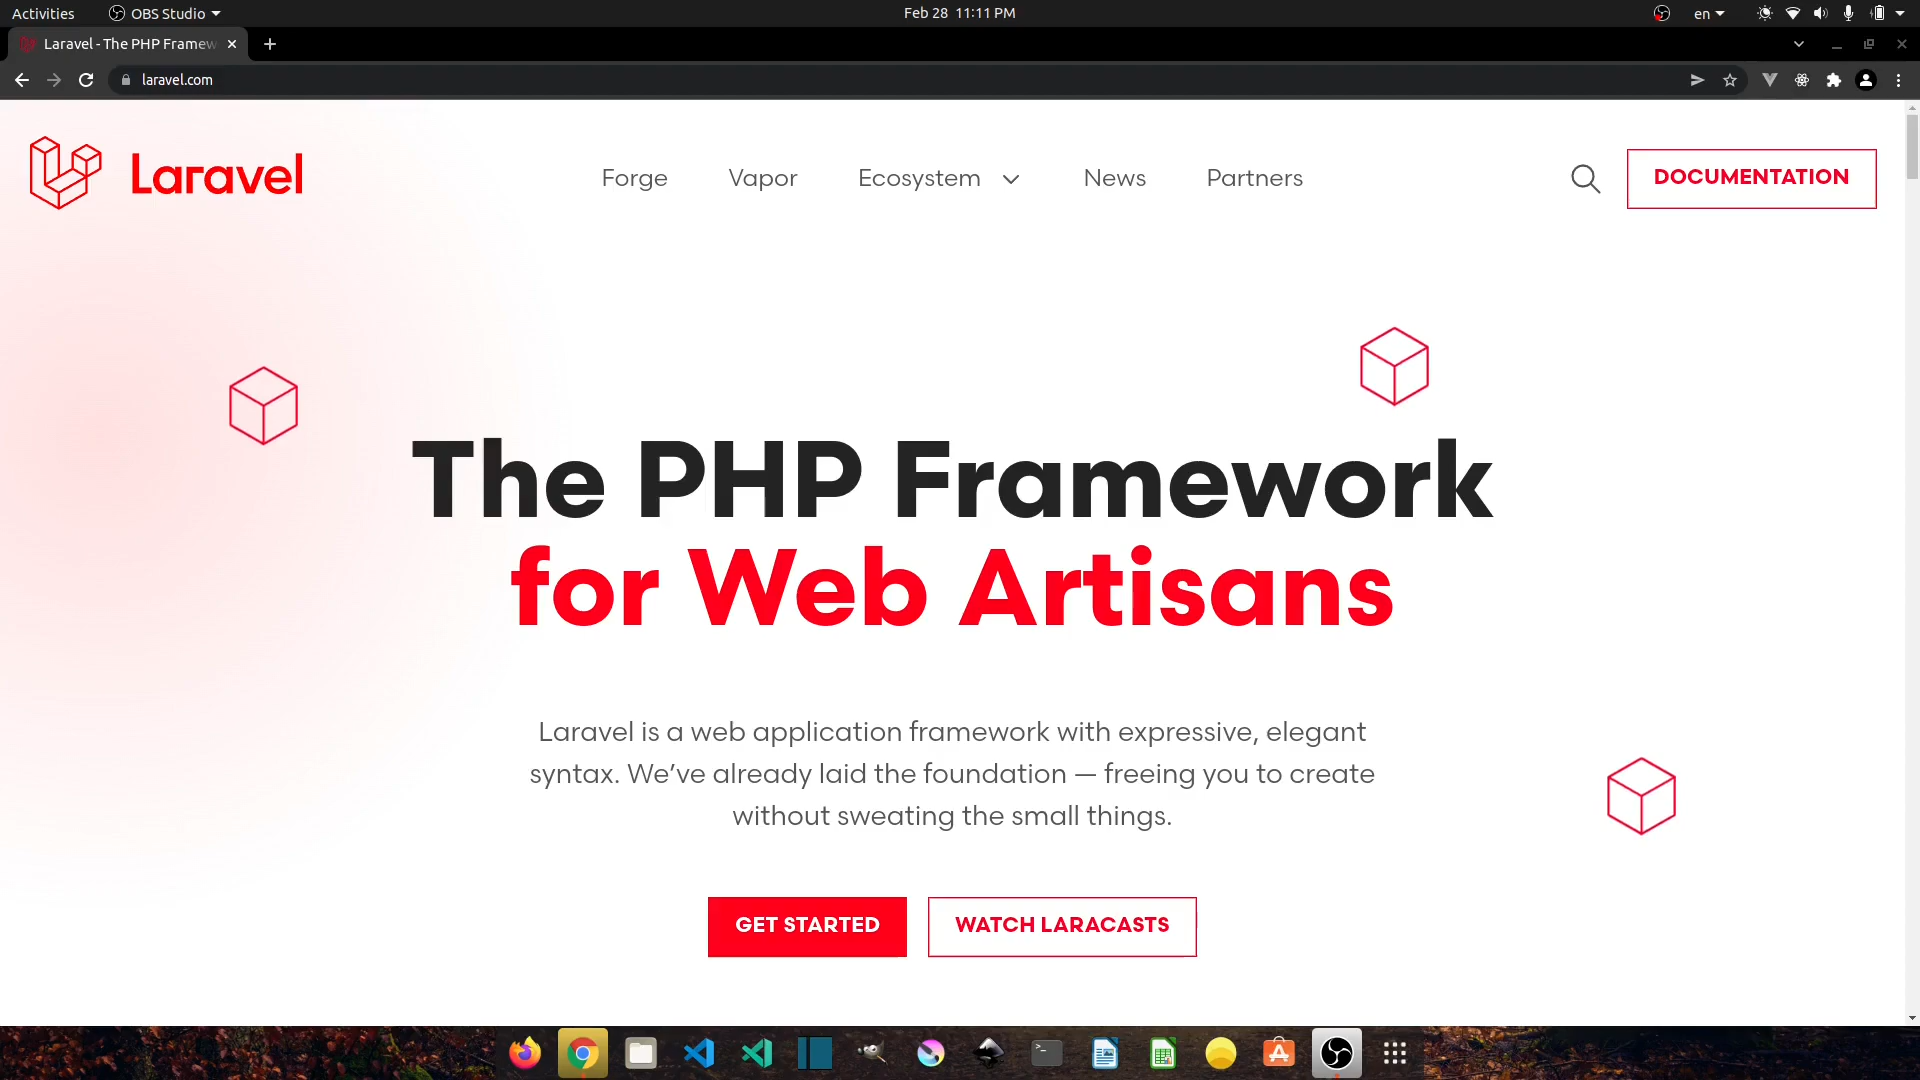 Activities
OBS Studio
Feb 28 11:11 PM
en
Laravel - The PHP Framew
laravel.com
Laravel
Forge
Vapor
Ecosystem
News
Partners
DOCUMENTATION
The PHP Framework
for Web Artisans
Laravel is a web application framework with expressive, elegant
syntax. We’ve already laid the foundation — freeing you to create
without sweating the small things.
GET STARTED
WATCH LARACASTS